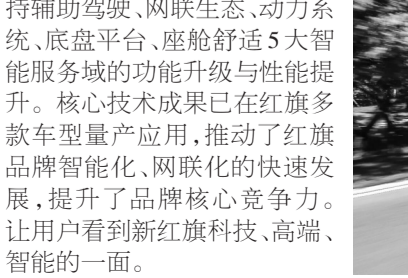 持辅助驾驶、网联生态、动力系
统、底盘平台、座舱舒适5大智
能服务域的功能升级与性能提
升。核心技术成果已在红旗多
款车型量产应用，推动了红旗
品牌智能化、网联化的快速发
展，提升了品牌核心竞争力。
让用户看到新红旗科技、高端、
智能的一面。